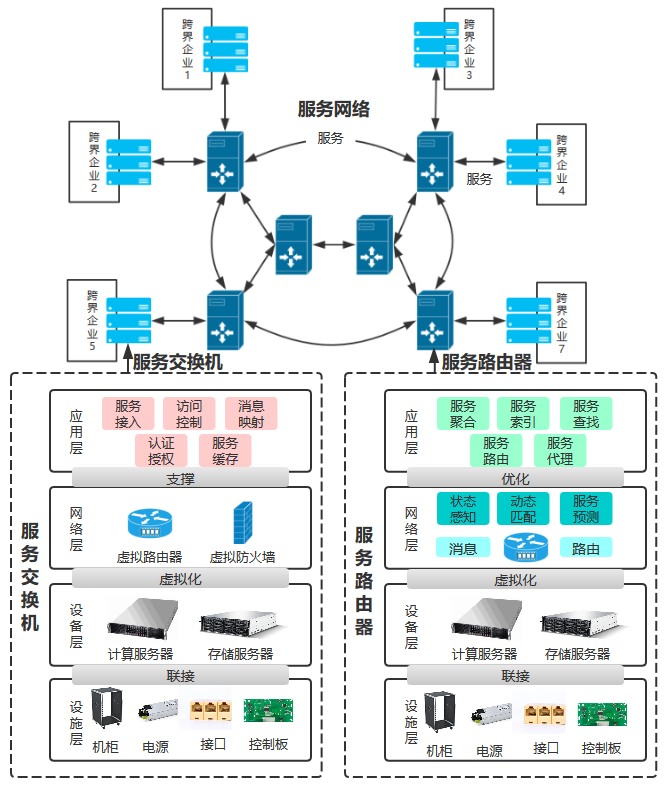 跨界企业1
跨界企业3
服务网络
服务
跨界企业2
跨界企业4
服务
跨界企业5
跨界企业7
服务交换机
服务路由器
服务交换机
应用层
服务接入
访问控制
消息映射
认证授权
服务缓存
支撑
网络层
虚拟路由器
虚拟防火墙
虚拟化
设备层
计算服务器
存储服务器
联接
设施层
机柜
电源
接口
控制板
服务路由器
应用层
服务聚合
服务索引
服务查找
服务路由
服务代理
优化
网络层
状态感知
动态匹配
服务预测
消息
路由
虚拟化
设备层
计算服务器
存储服务器
联接
设施层
机柜
电源
接口
控制板